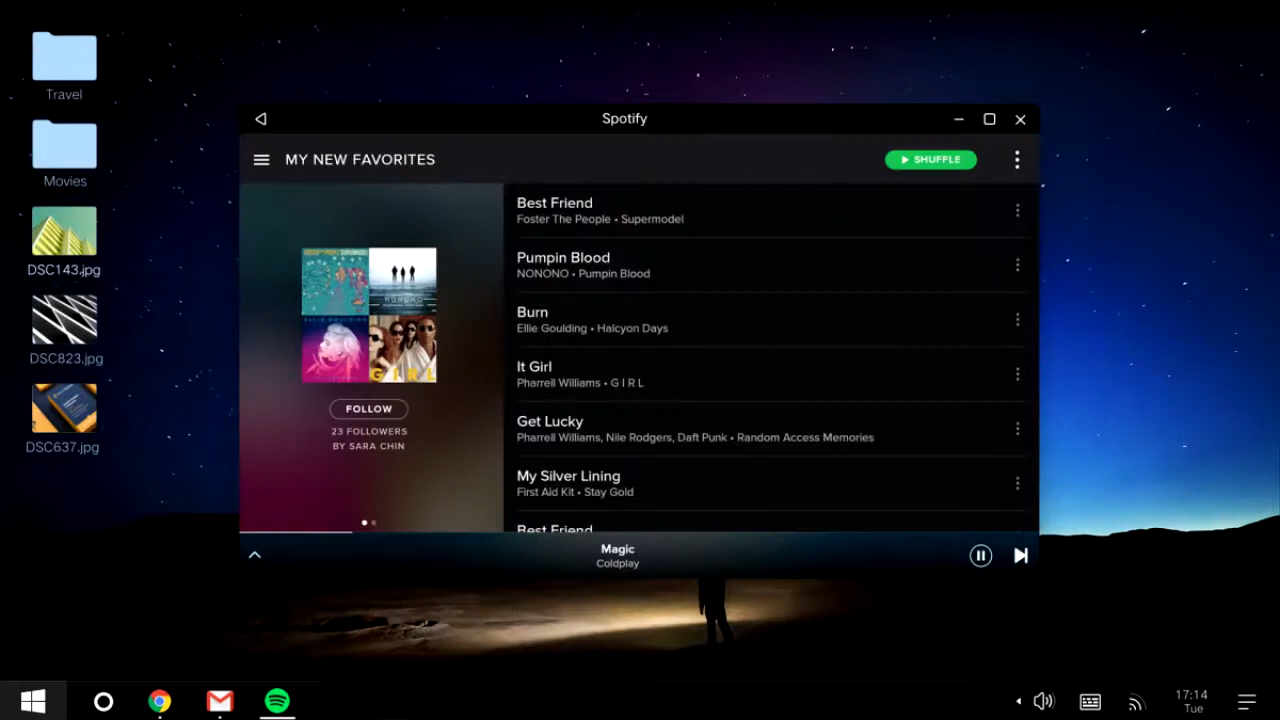 Travel
Movies
DSC143.jpg
DSC823.jpg
DSC637.jpg
Spotify
MY NEW FAVORITES
SHUFFLE
NONONO
GIRL
FOLLOW
23 FOLLOWERS
BY SARA CHIN
Best Friend
Foster The People • Supermodel
Pumpin Blood
NONONO • Pumpin Blood
Burn
Ellie Goulding • Halcyon Days
It Girl
Pharrell Williams • G I R L
Get Lucky
Pharrell Williams, Nile Rodgers, Daft Punk • Random Access Memories
My Silver Lining
First Aid Kit • Stay Gold
Best Friend
Magic
Coldplay
17:14
Tue